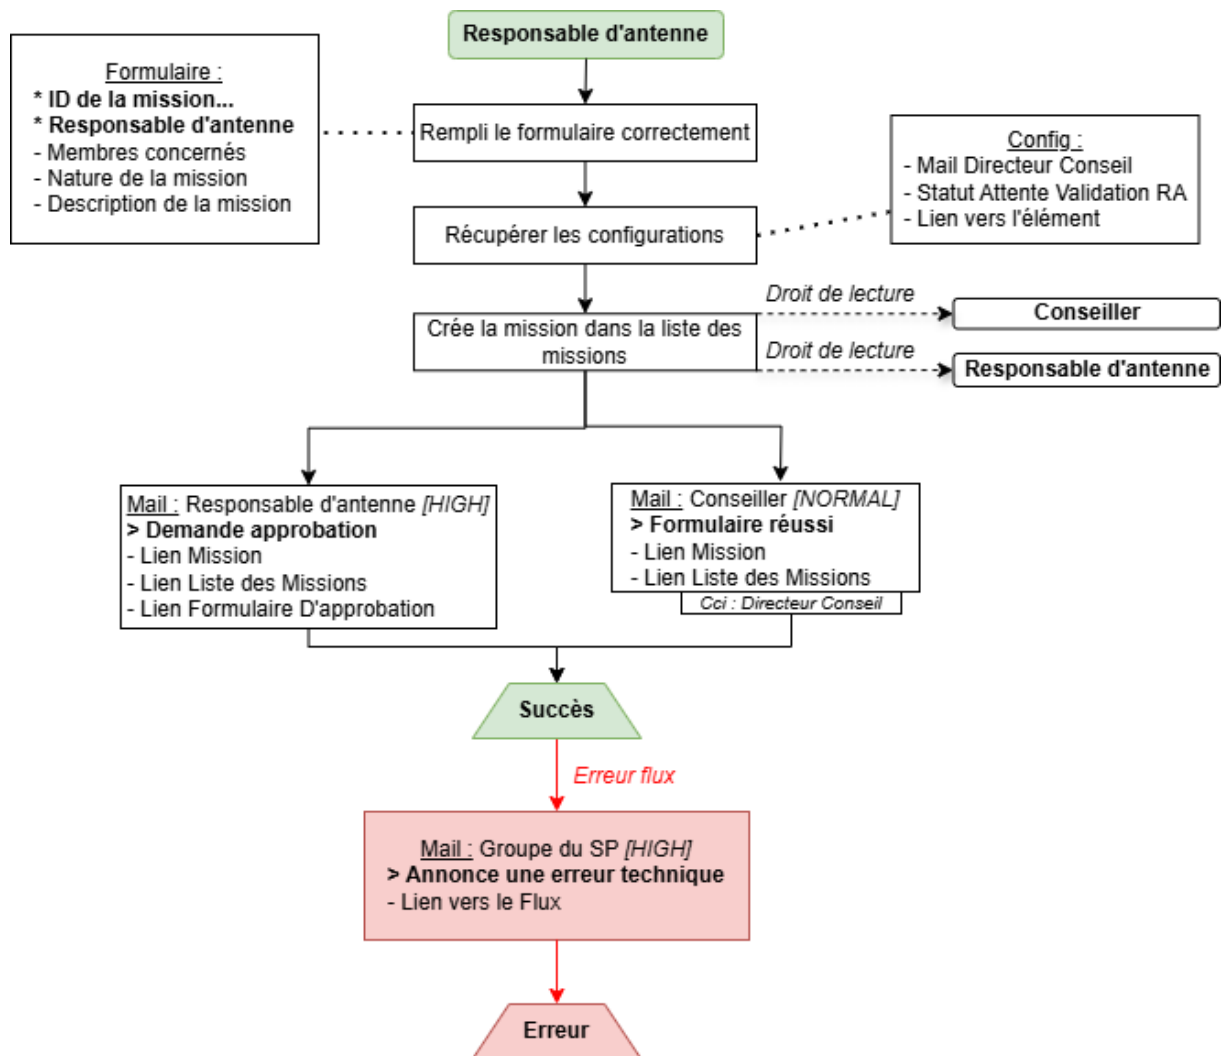 Responsable d'antenne
Formulaire :
* ID de la mission...
* Responsable d'antenne
- Membres concernés
- Nature de la mission
- Description de la mission
Rempli le formulaire correctement
Config :
- Mail Directeur Conseil
- Statut Attente Validation RA
- Lien vers l'élément
Récupérer les configurations
Crée la mission dans la liste des
missions
Droit de lecture
Conseiller
Droit de lecture
Responsable d'antenne
Mail : Responsable d'antenne [HIGH]
> Demande approbation
- Lien Mission
- Lien Liste des Missions
- Lien Formulaire D'approbation
Mail : Conseiller [NORMAL]
> Formulaire réussi
- Lien Mission
- Lien Liste des Missions
Cci : Directeur Conseil
Succès
Erreur flux
Mail : Groupe du SP [HIGH]
> Annonce une erreur technique
- Lien vers le Flux
Erreur